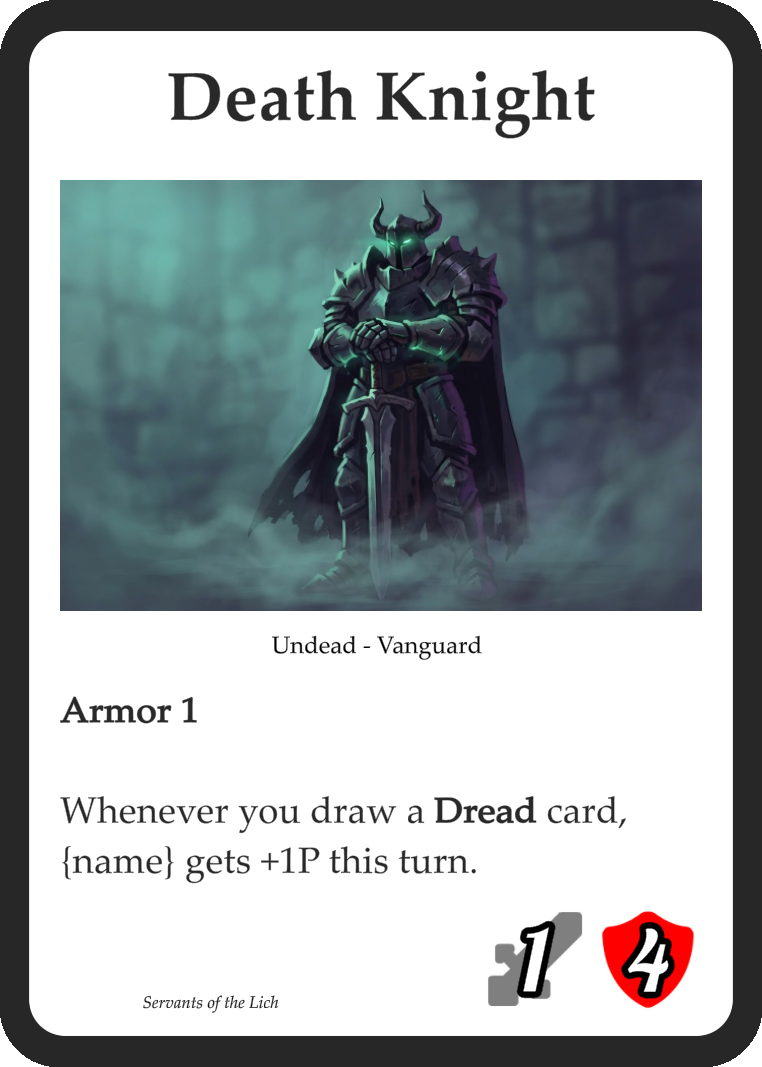 Death Knight
Undead - Vanguard
Armor 1
Whenever you draw a Dread card,
{name} gets +1P this turn.
1 4
Servants of the Lich